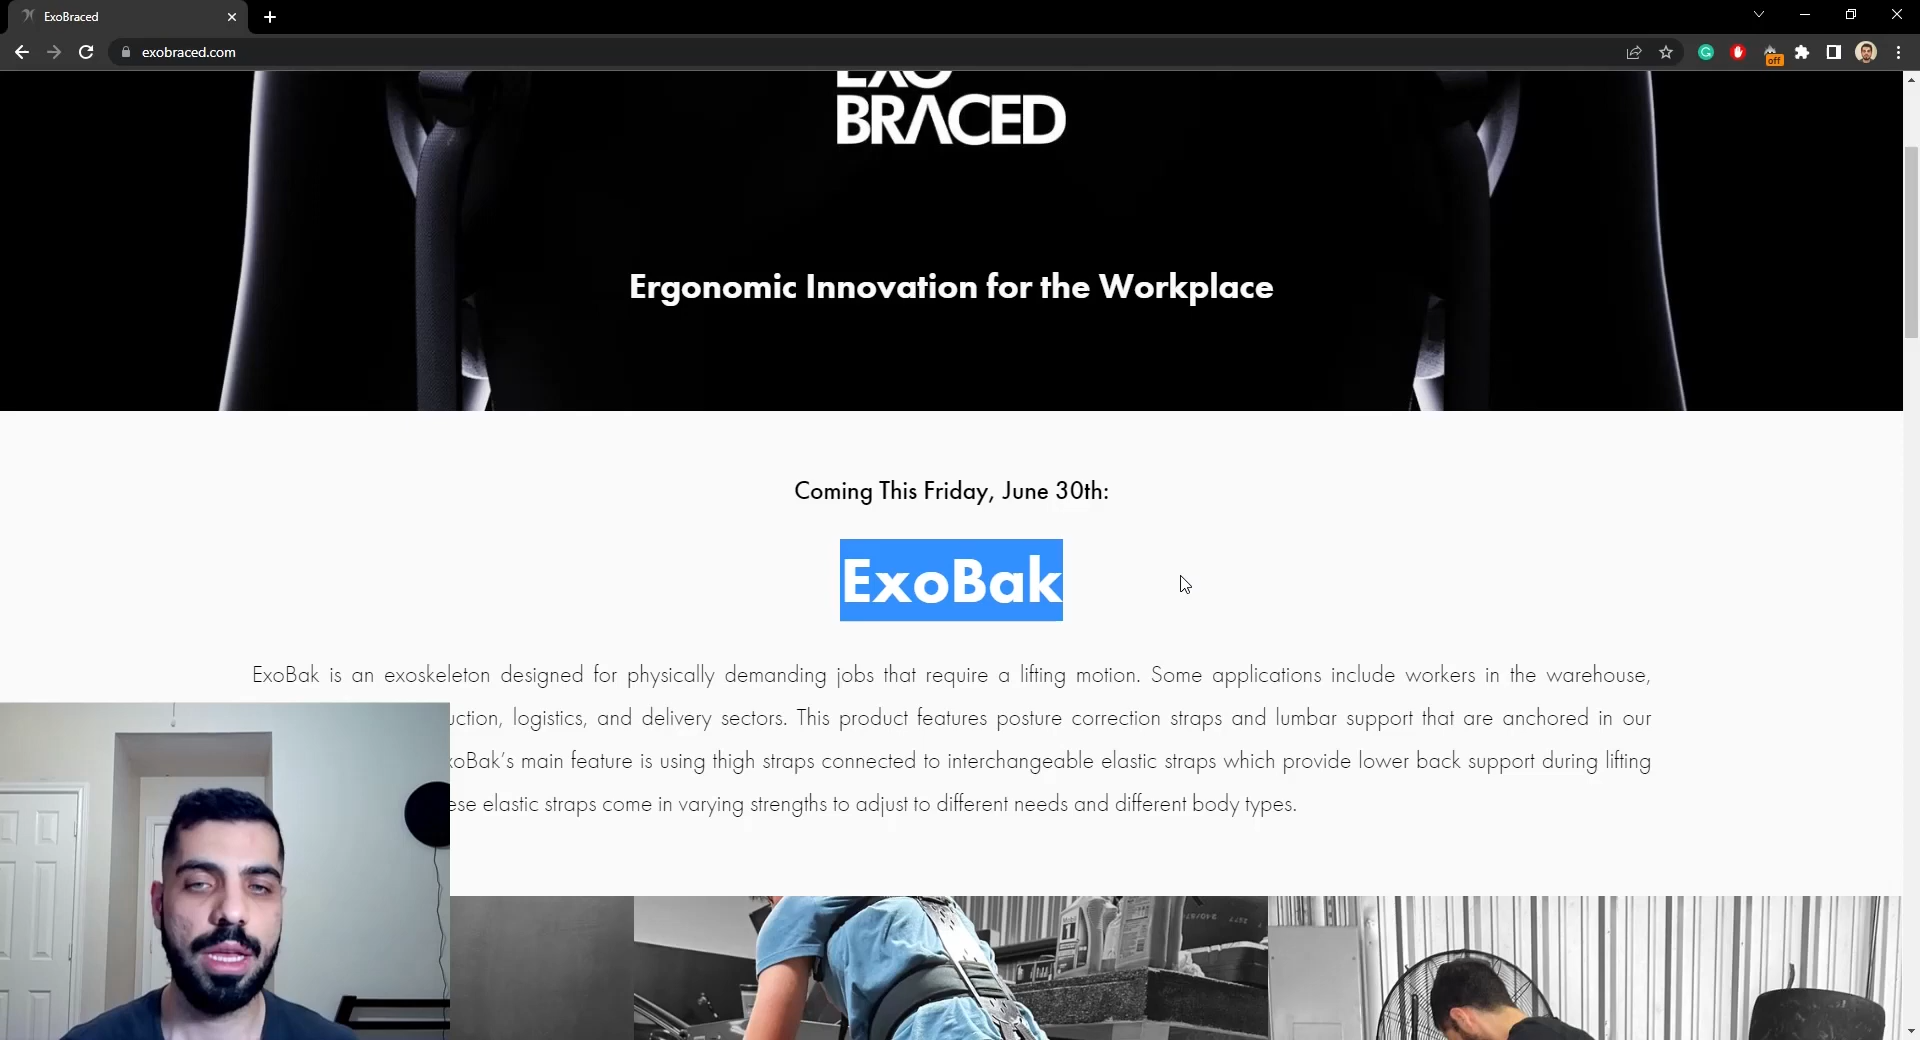 ExoBraced
exobraced.com
off
BRACED
Ergonomic Innovation for the Workplace
Coming This Friday, June 30th:
ExoBak
ExoBak is an exoskeleton designed for physically demanding jobs that require a lifting motion. Some applications include workers in the warehouse,
logistics, and delivery sectors. This product features posture correction straps and lumbar support that are anchored in our
main feature is using thigh straps connected to interchangeable elastic straps which provide lower back support during lifting
elastic straps come in varying strengths to adjust to different needs and different body types.